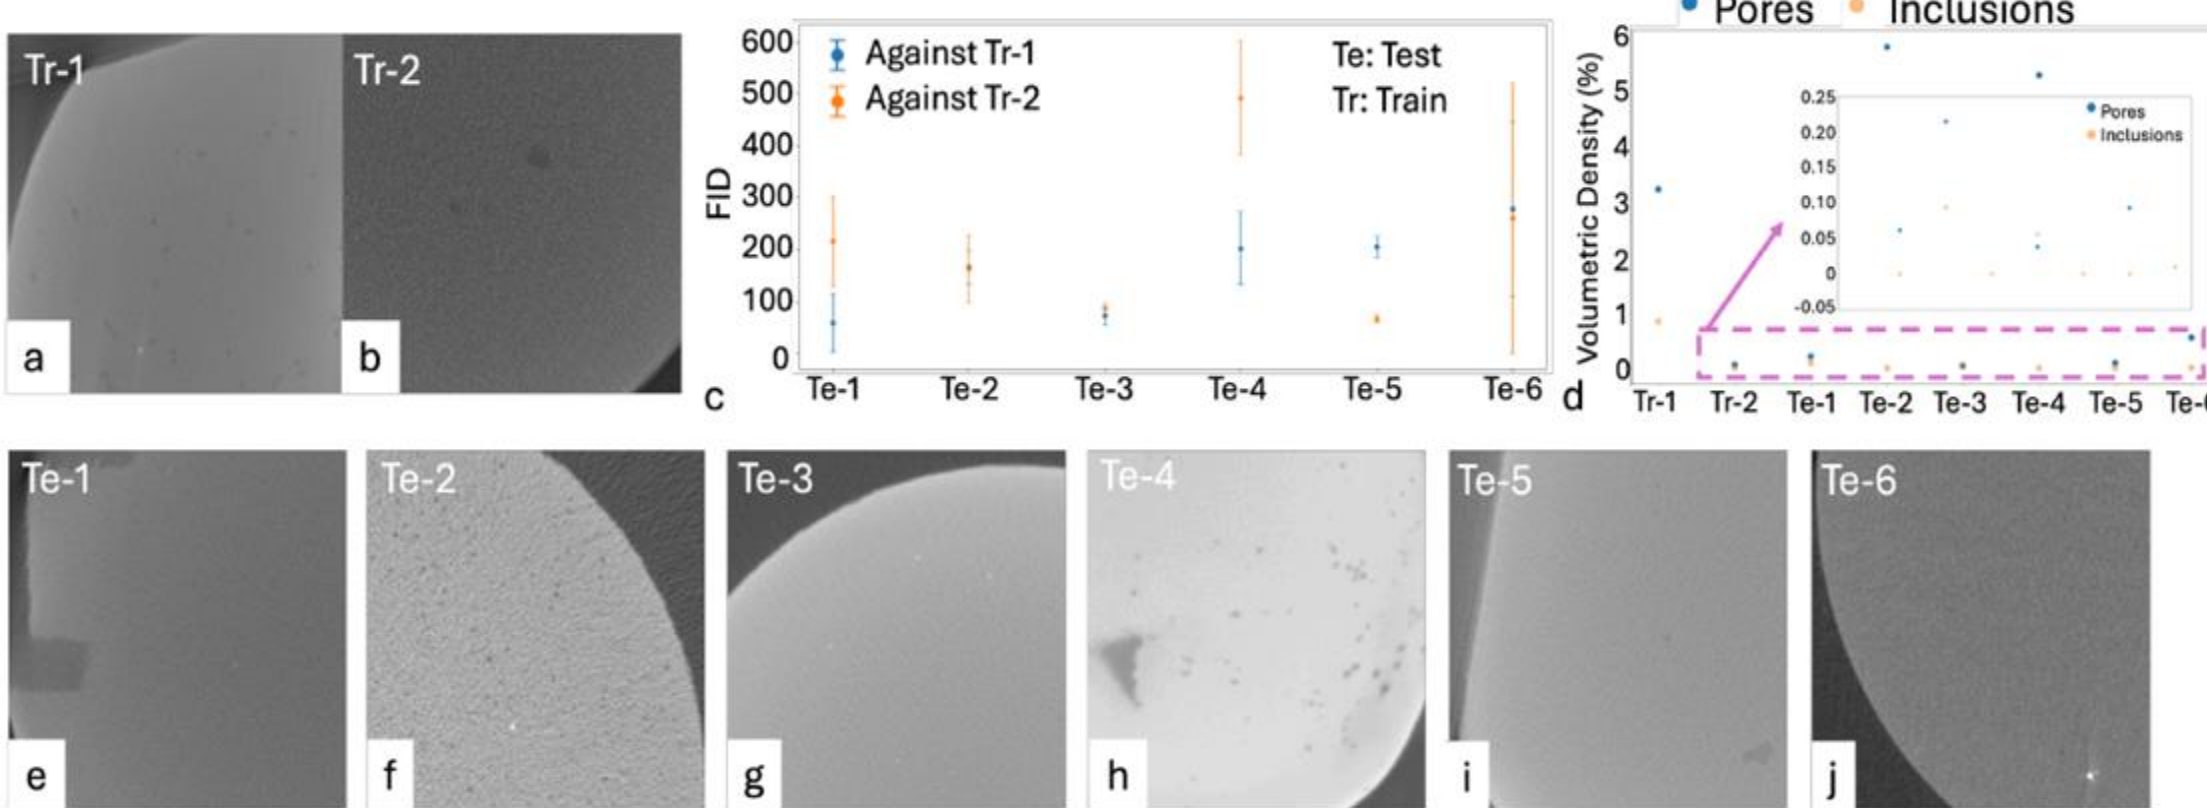 Tr-1
Tr-2
a
b
600
500
400
300
200
100
0
FID
Against Tr-1
Against Tr-2
Te: Test
Tr: Train
Te-1 Te-2 Te-3 Te-4 Te-5 Te-6
c
Pores Inclusions
6
5
4
3
2
1
0
Volumetric Density (%)
0.25
0.20
0.15
0.10
0.05
0
-0.05
Pores
Inclusions
Tr-1 Tr-2 Te-1 Te-2 Te-3 Te-4 Te-5
d
Te-1
Te-2
Te-3
Te-4
Te-5
Te-6
e
f
g
h
i
j